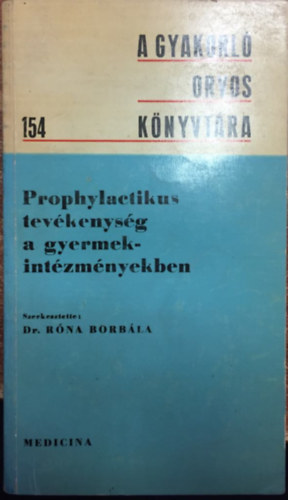 A GYAKORLÓ
ORVOS
154 KÖNYVTÁRA
Prophylactikus
tevékenység
a gyermek-
intézményekben
Szerkesztette:
Dr. RÓNA BORBÁLA
MEDICINA